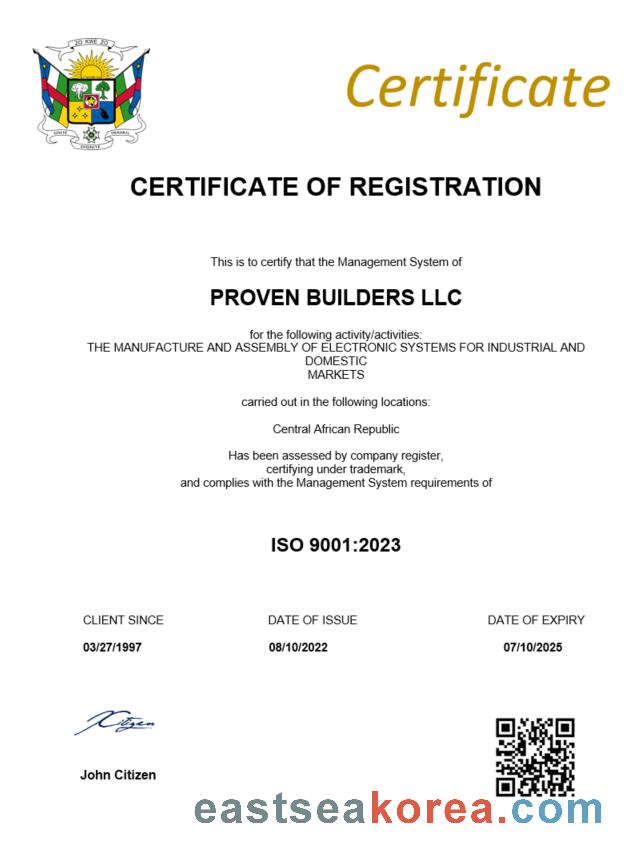 ZO KWE ZO
Certificate
UNITÉ
TRAVAIL
DIGNITÉ
CERTIFICATE OF REGISTRATION
This is to certify that the Management System of
PROVEN BUILDERS LLC
for the following activity/activities:
THE MANUFACTURE AND ASSEMBLY OF ELECTRONIC SYSTEMS FOR INDUSTRIAL AND
DOMESTIC
MARKETS
carried out in the following locations:
Central African Republic
Has been assessed by company register,
certifying under trademark,
and complies with the Management System requirements of
ISO 9001:2023
CLIENT SINCE DATE OF ISSUE DATE OF EXPIRY
03/27/1997 08/10/2022 07/10/2025
Citizen
John Citizen
eastseakorea.com